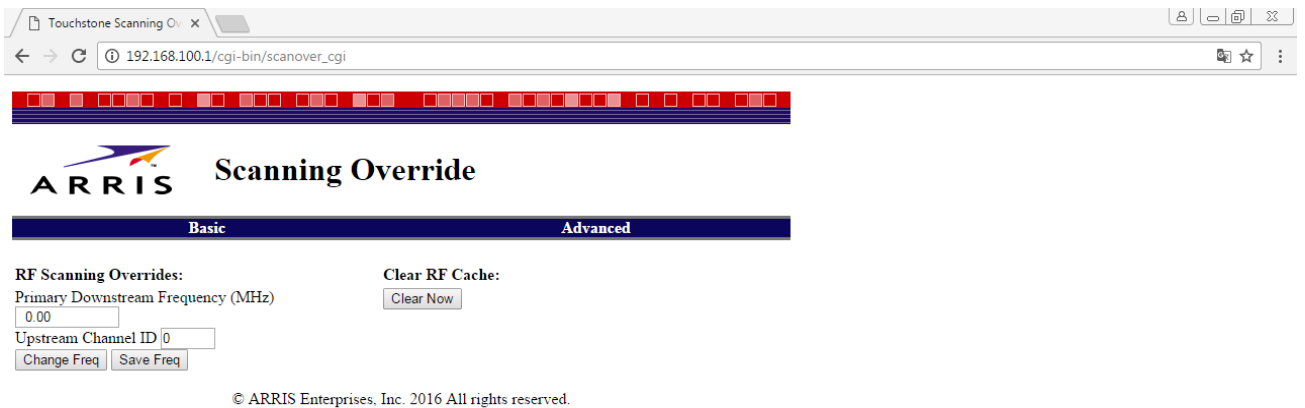 Touchstone Scanning Ov
192.168.100.1/cgi-bin/scanover_cgi
ARRIS
Scanning Override
Basic Advanced
RF Scanning Overrides: Clear RF Cache:
Primary Downstream Frequency (MHz) Clear Now
0.00
Upstream Channel ID 0
Change Freq Save Freq
© ARRIS Enterprises, Inc. 2016 All rights reserved.